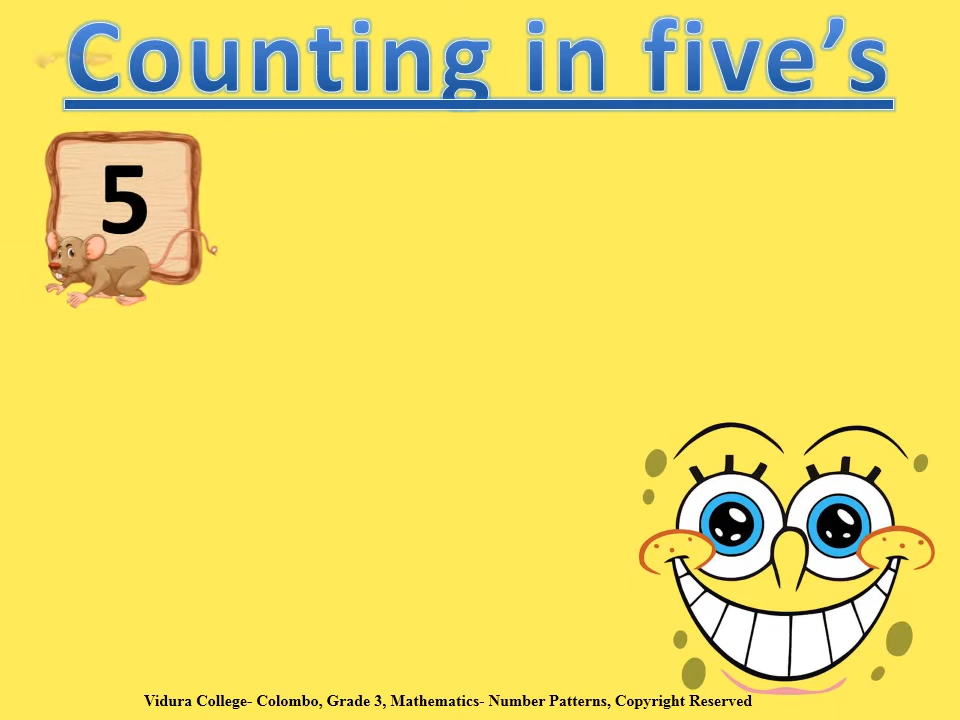 Counting in five’s
5
Vidura College- Colombo, Grade 3, Mathematics- Number Patterns, Copyright Reserved